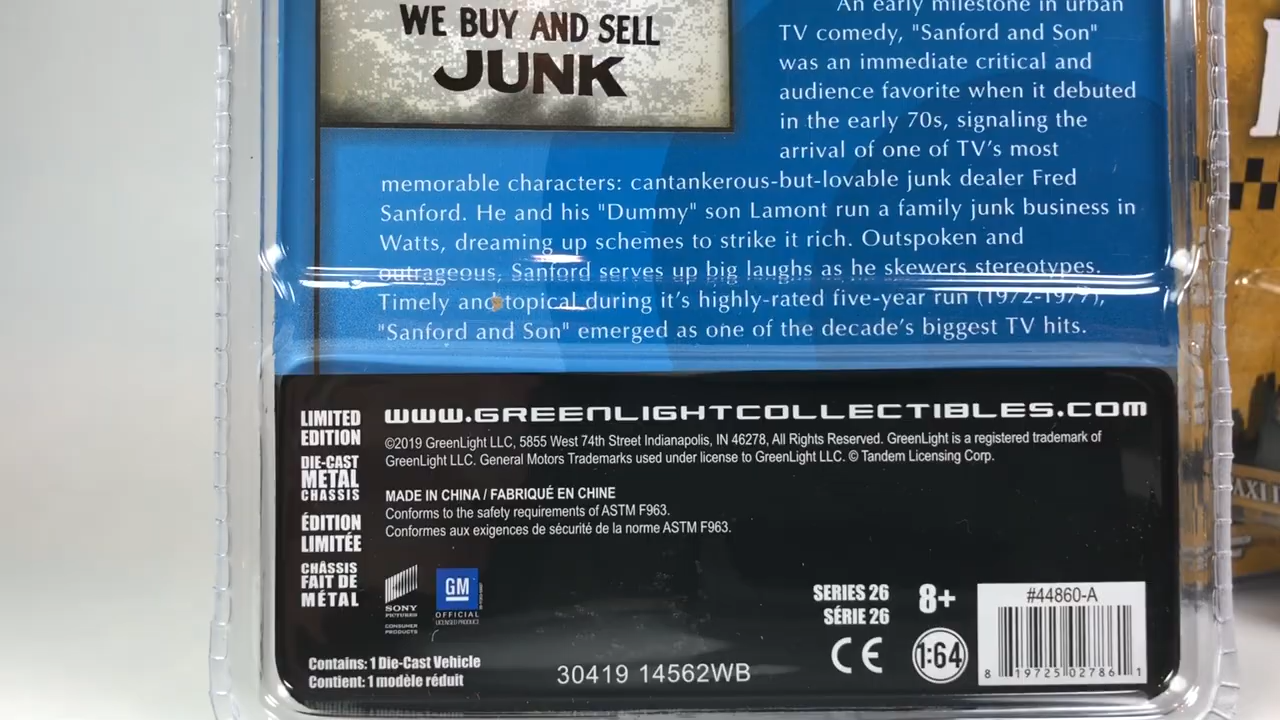 WE BUY AND SELL
JUNK
An early milestone in urban
TV comedy, "Sanford and Son"
was an immediate critical and
audience favorite when it debuted
in the early 70s, signaling the
arrival of one of TV's most
memorable characters: cantankerous-but-lovable junk dealer Fred
Sanford. He and his "Dummy" son Lamont run a family junk business in
Watts, dreaming up schemes to strike it rich. Outspoken and
outrageous, Sanford serves up big laughs as he skewers stereotypes.
Timely and topical during it's highly-rated five-year run (1972-1977),
"Sanford and Son" emerged as one of the decade's biggest TV hits.
LIMITED
EDITION
DIE-CAST
METAL
CHASSIS
ÉDITION
LIMITÉE
CHÂSSIS
FAIT DE
MÉTAL
www.GREENLIGHTCOLLECTIBLES.com
©2019 GreenLight LLC, 5855 West 74th Street Indianapolis, IN 46278, All Rights Reserved. GreenLight is a registered trademark of
GreenLight LLC. General Motors Trademarks used under license to GreenLight LLC. © Tandem Licensing Corp.
MADE IN CHINA / FABRIQUÉ EN CHINE
Conforms to the safety requirements of ASTM F963.
Conformes aux exigences de sécurité de la norme ASTM F963.
SONY
PICTURES
CONSUMER
PRODUCTS
GM
OFFICIAL
LICENSED PRODUCT
Contains: 1 Die-Cast Vehicle
Contient: 1 modèle réduit
30419 14562WB
SERIES 26
SÉRIE 26
8+
CE
1:64
#44860-A
8 19725 02786 1